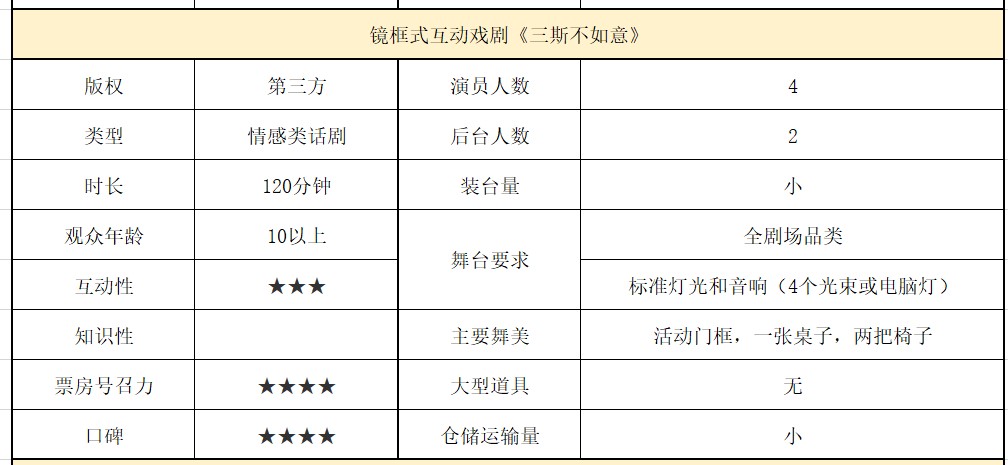 镜框式互动戏剧《三斯不如意》
版权 第三方 演员人数 4
类型 情感类话剧 后台人数 2
时长 120分钟 装台量 小
观众年龄 10以上 舞台要求 全剧场品类
互动性 ★★★ 标准灯光和音响（4个光束或电脑灯）
知识性 主要舞美 活动门框，一张桌子，两把椅子
票房号召力 ★★★★ 大型道具 无
口碑 ★★★★ 仓储运输量 小